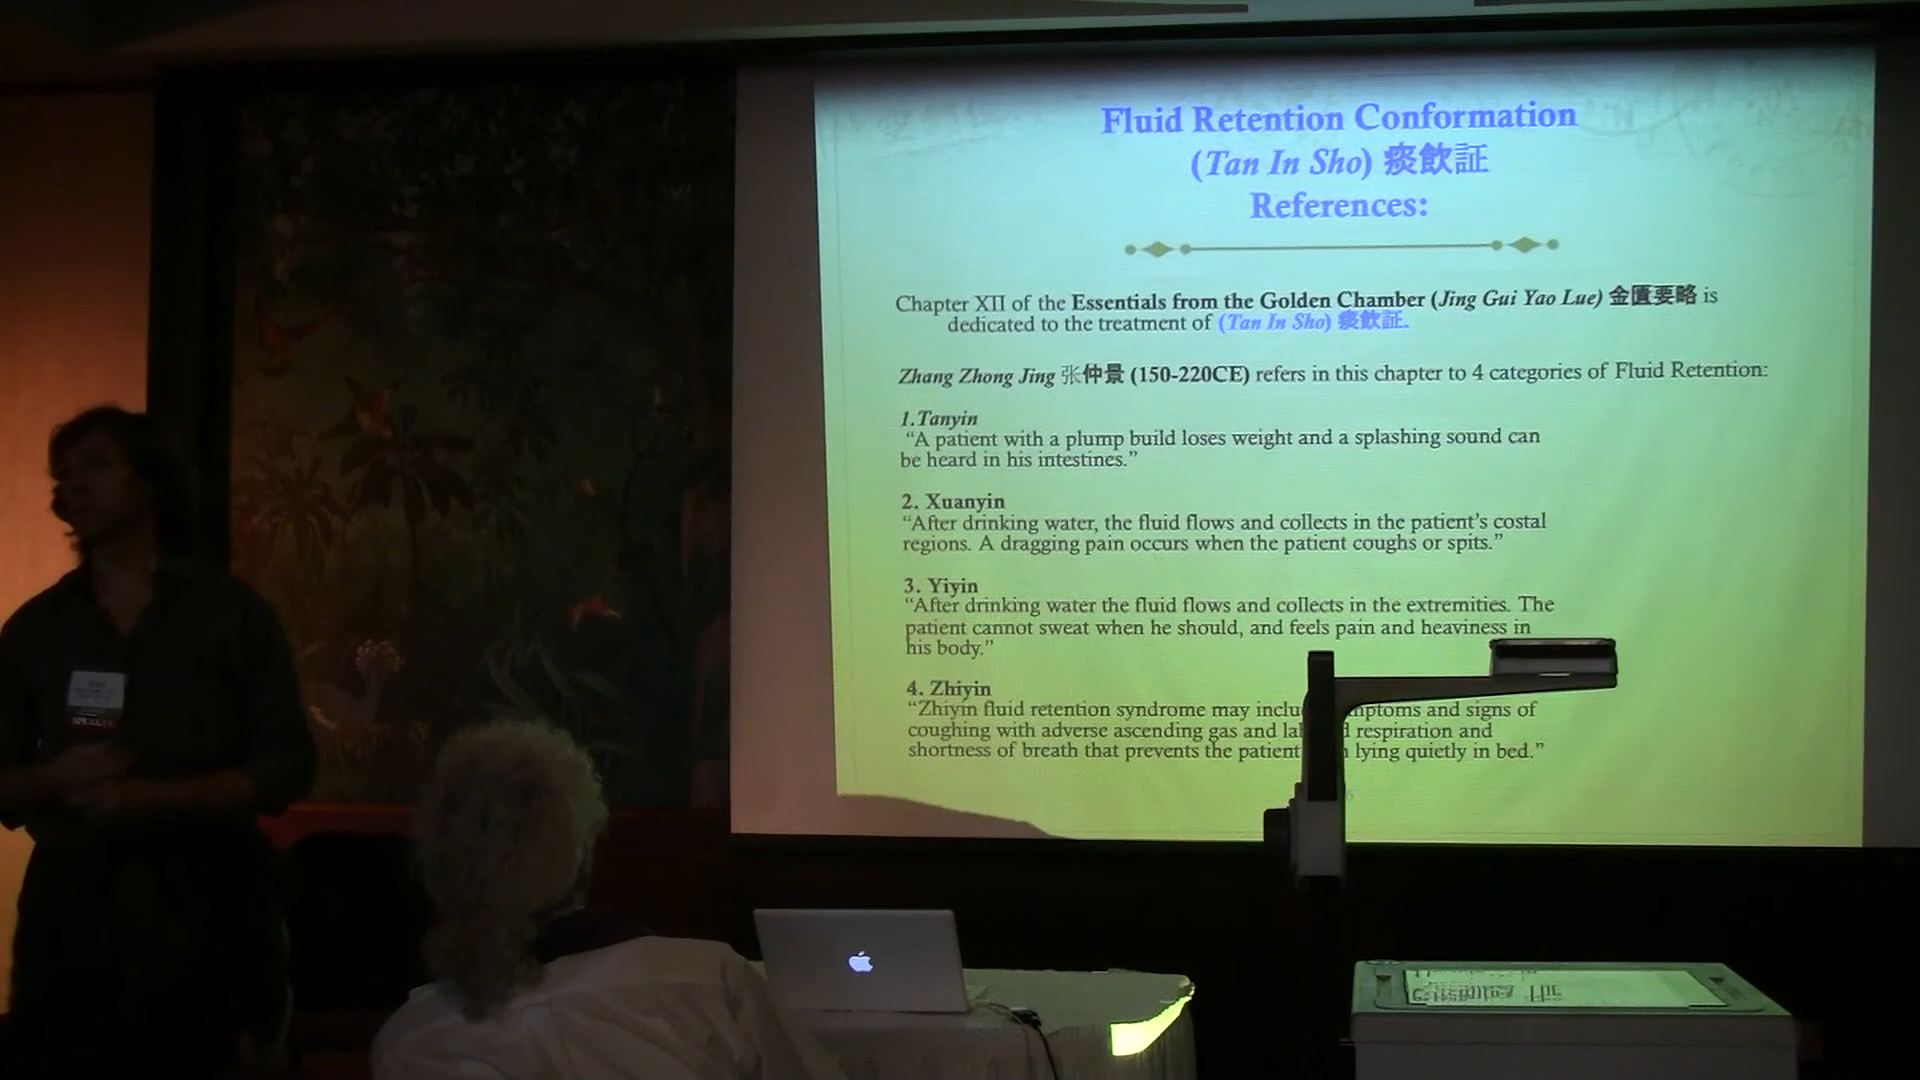 Fluid Retention Conformation
(Tan In Sho) 痰飲証
References:
Chapter XII of the Essentials from the Golden Chamber (Jing Gui Yao Lue) 金匱要略 is
dedicated to the treatment of (Tan In Sho) 痰飲証.
Zhang Zhong Jing 张仲景 (150-220CE) refers in this chapter to 4 categories of Fluid Retention:
1. Tanyin
“A patient with a plump build loses weight and a splashing sound can
be heard in his intestines.”
2. Xuanyin
“After drinking water, the fluid flows and collects in the patient’s costal
regions. A dragging pain occurs when the patient coughs or spits.”
3. Yiyin
“After drinking water the fluid flows and collects in the extremities. The
patient cannot sweat when he should, and feels pain and heaviness in
his body.”
4. Zhiyin
“Zhiyin fluid retention syndrome may inclu mptoms and signs of
coughing with adverse ascending gas and la d respiration and
shortness of breath that prevents the patient lying quietly in bed.”
SPEAKER